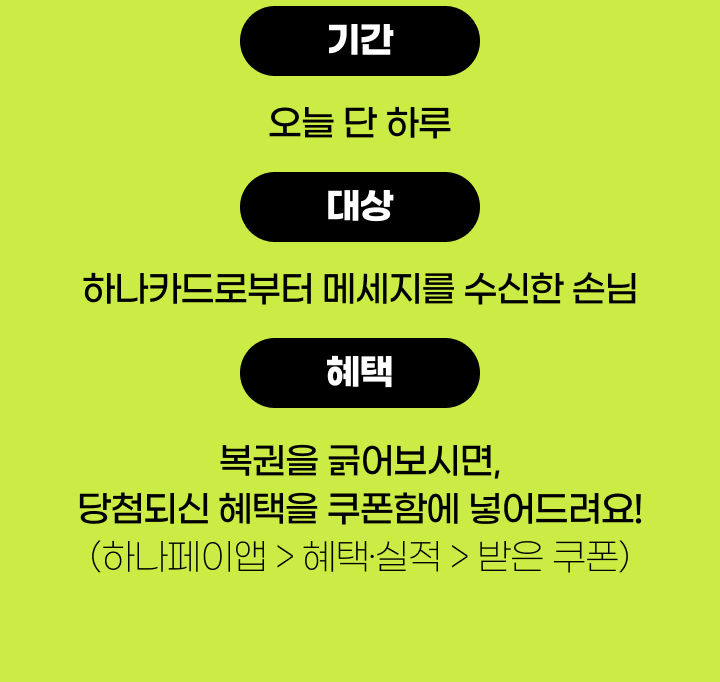 기간
오늘 단 하루
대상
하나카드로부터 메세지를 수신한 손님
혜택
복권을 긁어보시면,
당첨되신 혜택을 쿠폰함에 넣어드려요!
(하나페이앱 > 혜택·실적 > 받은 쿠폰)